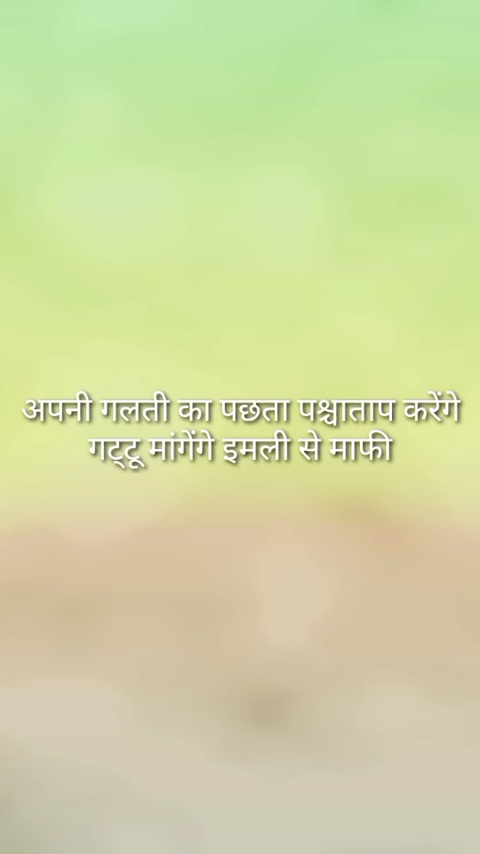 अपनी गलती का पछता पश्चाताप करेंगे
गट्टू मांगेंगे इमली से माफी